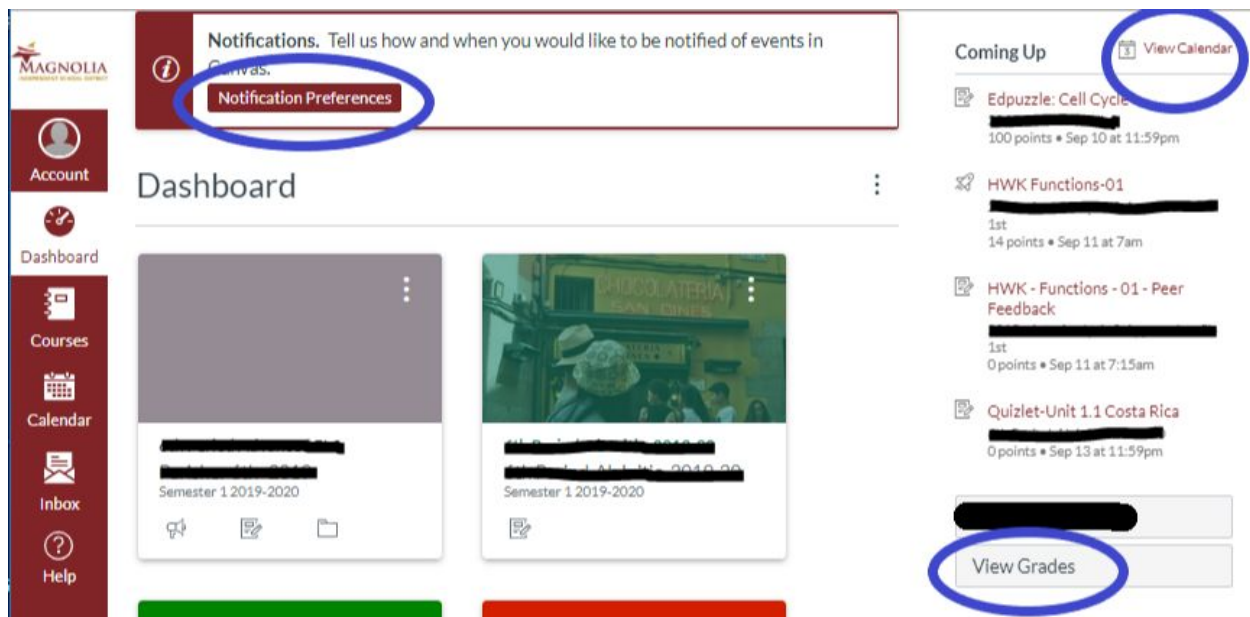 MAGNOLIA
INDEPENDENT SCHOOL DISTRICT
Account
Dashboard
Courses
Calendar
Inbox
Help
Notifications. Tell us how and when you would like to be notified of events in
Canvas.
Notification Preferences
Dashboard
Semester 1 2019-2020
CHOCOLATERIA
SAN GINES
Semester 1 2019-2020
Coming Up
View Calendar
Edpuzzle: Cell Cycle
100 points • Sep 10 at 11:59pm
HWK Functions-01
1st
14 points • Sep 11 at 7am
HWK - Functions - 01 - Peer
Feedback
1st
0 points • Sep 11 at 7:15am
Quizlet-Unit 1.1 Costa Rica
0 points • Sep 13 at 11:59pm
View Grades